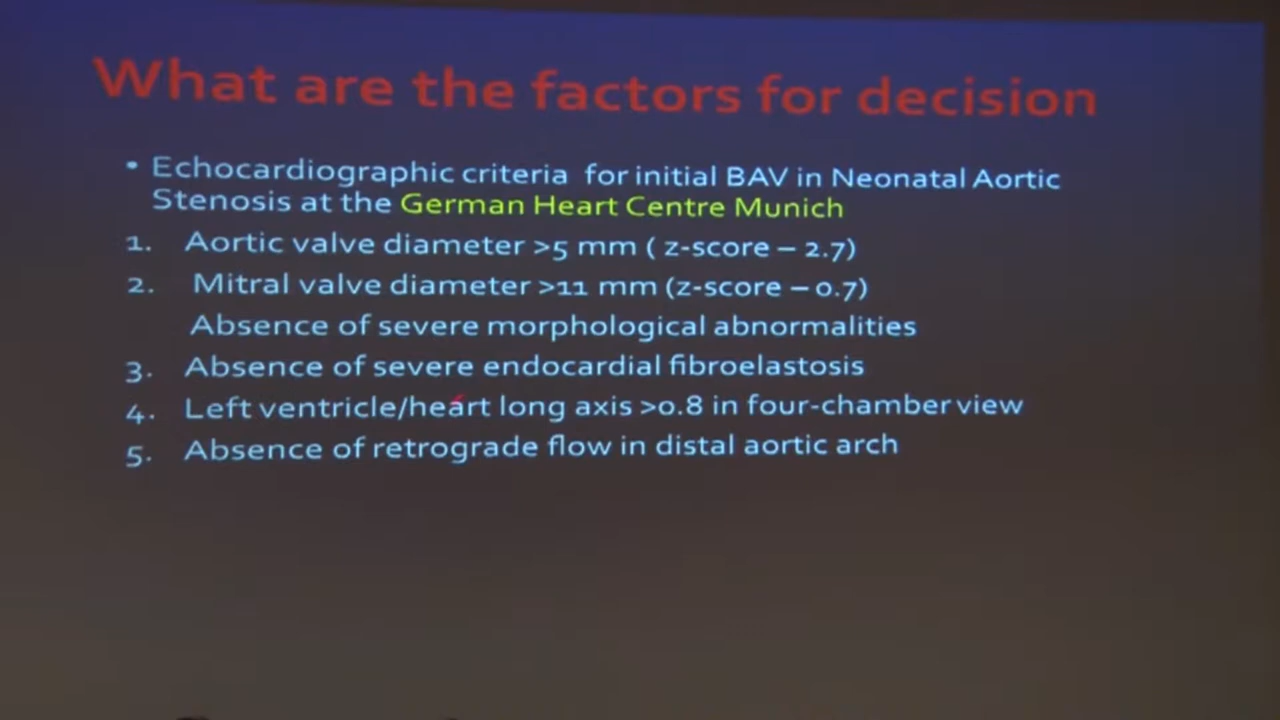 What are the factors for decision
• Echocardiographic criteria for initial BAV in Neonatal Aortic
Stenosis at the German Heart Centre Munich
1. Aortic valve diameter >5 mm ( z-score – 2.7)
2. Mitral valve diameter >11 mm (z-score – 0.7)
Absence of severe morphological abnormalities
3. Absence of severe endocardial fibroelastosis
4. Left ventricle/heart long axis >0.8 in four-chamber view
5. Absence of retrograde flow in distal aortic arch